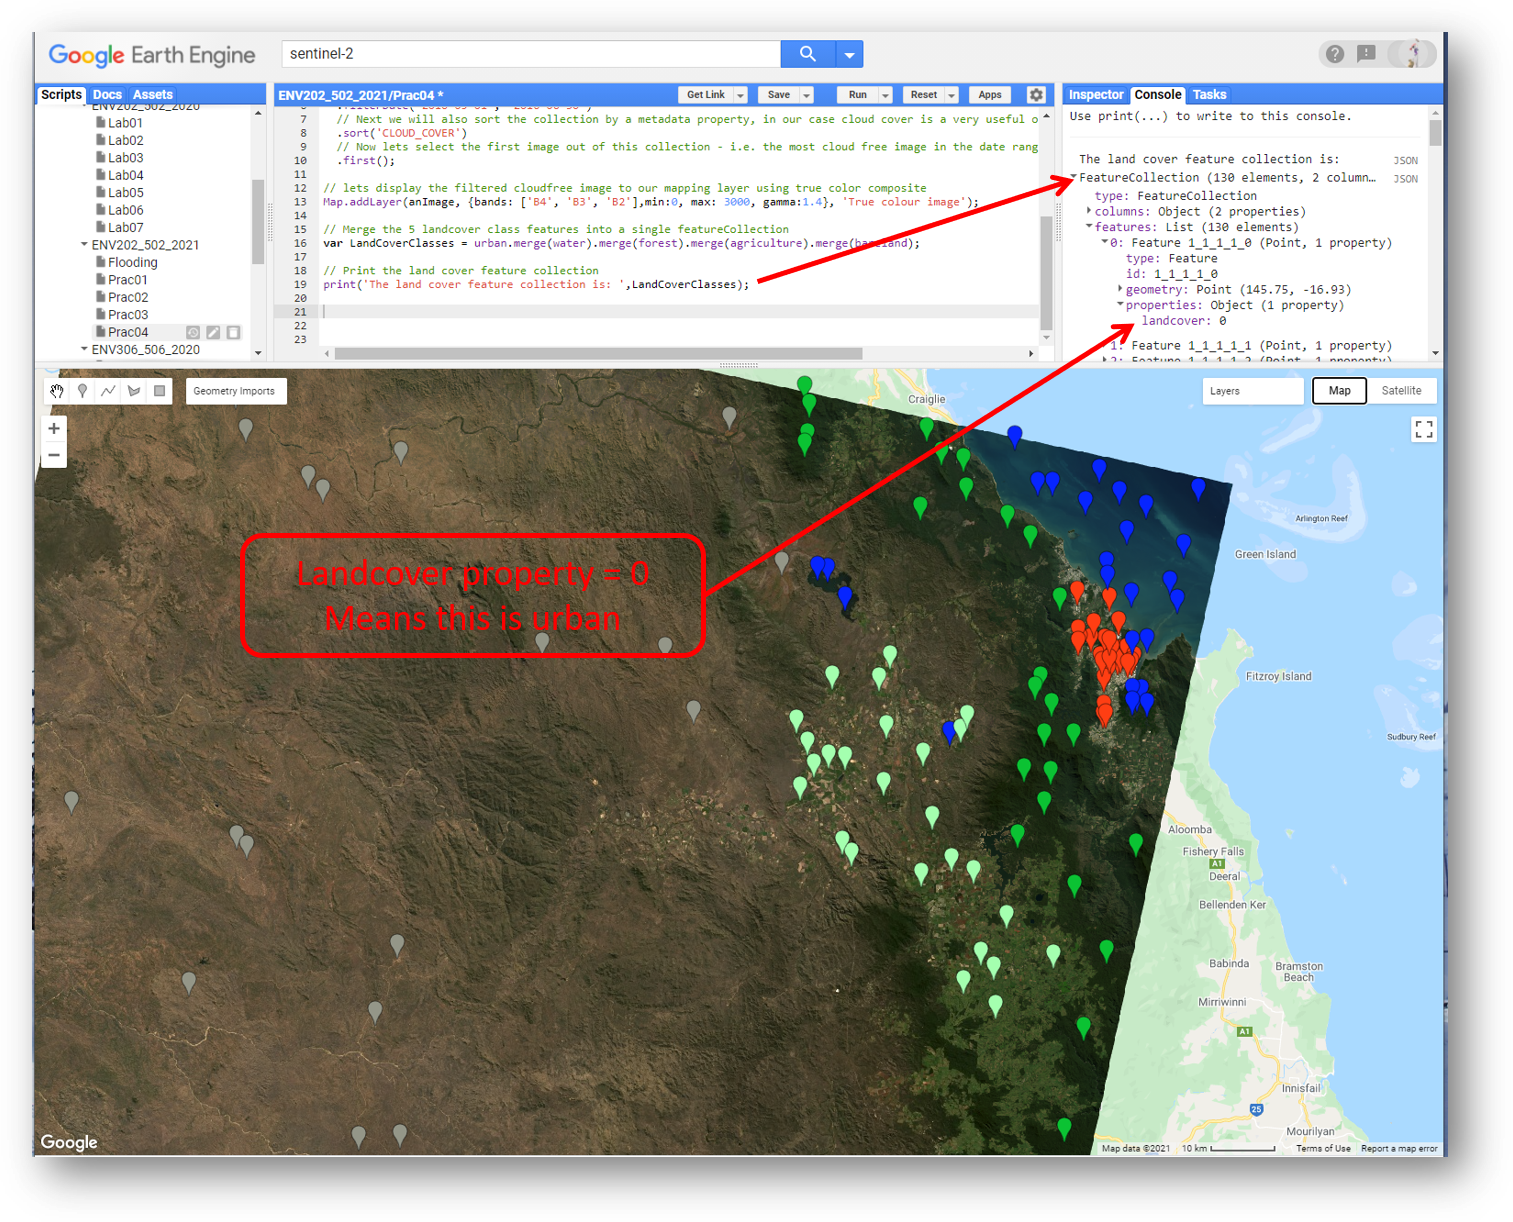 Google Earth Engine
sentinel-2
Scripts Docs Assets
ENV202_502_2020
Lab01
Lab02
Lab03
Lab04
Lab05
Lab06
Lab07
ENV202_502_2021
Flooding
Prac01
Prac02
Prac03
Prac04
ENV306_506_2020
ENV202_502_2021/Prac04 *
Get Link Save Run Reset Apps
7 // Next we will also sort the collection by a metadata property, in our case cloud cover is a very useful o
8 .sort('CLOUD_COVER')
9 // Now lets select the first image out of this collection - i.e. the most cloud free image in the date rang
10 .first();
11
12 // lets display the filtered cloudfree image to our mapping layer using true color composite
13 Map.addLayer(anImage, {bands: ['B4', 'B3', 'B2'],min:0, max: 3000, gamma:1.4}, 'True colour image');
14
15 // Merge the 5 landcover class features into a single featureCollection
16 var LandCoverClasses = urban.merge(water).merge(forest).merge(agriculture).merge(bareland);
17
18 // Print the land cover feature collection
19 print('The land cover feature collection is: ',LandCoverClasses);
20
21
22
23
Inspector Console Tasks
Use print(...) to write to this console.
The land cover feature collection is: JSON
FeatureCollection (130 elements, 2 column… JSON
type: FeatureCollection
columns: Object (2 properties)
features: List (130 elements)
0: Feature 1_1_1_1_0 (Point, 1 property)
type: Feature
id: 1_1_1_1_0
geometry: Point (145.75, -16.93)
properties: Object (1 property)
landcover: 0
1: Feature 1_1_1_1_1 (Point, 1 property)
2: Feature 1_1_1_1_2 (Point, 1 property)
Geometry Imports
Layers
Map Satellite
+
−
Craiglie
Arlington Reef
Green Island
Landcover property = 0
Means this is urban
Fitzroy Island
Sudbury Reef
Aloomba
Fishery Falls
A1
Deeral
Bellenden Ker
Babinda
Bramston
Beach
Mirriwinni
A1
Innisfail
25
Mourilyan
Google
Map data ©2021 10 km Terms of Use Report a map error